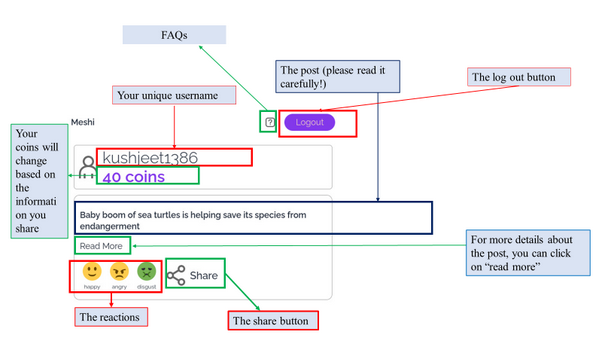 FAQs
The post (please read it
carefully!)
The log out button
Your unique username
Meshi
?
Logout
Your
coins will
change
based on
the
informati
on you
share
kushjeet1386
40 coins
Baby boom of sea turtles is helping save its species from
endangerment
Read More
For more details about
the post, you can click
on “read more”
happy angry disgust
Share
The reactions
The share button